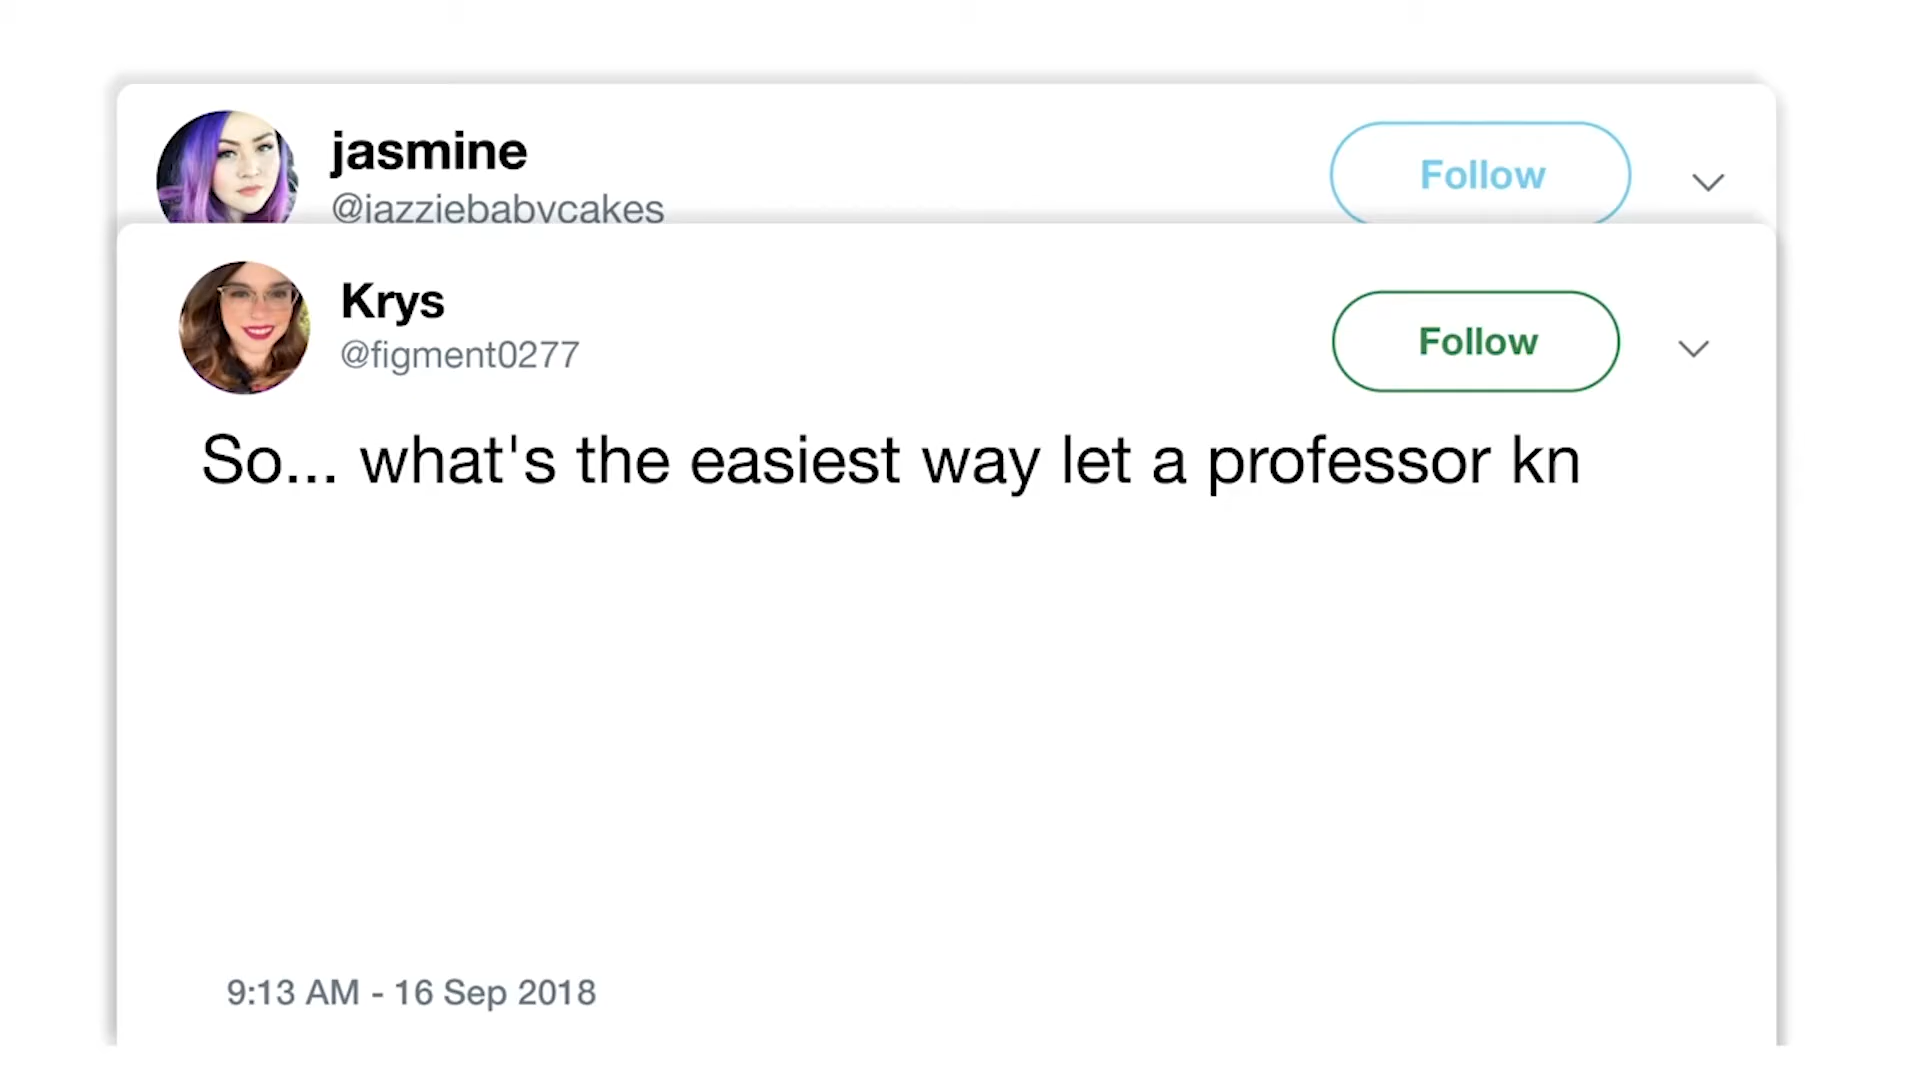 jasmine
Follow
@jazziebabycakes
Krys
@figment0277
Follow
So... what's the easiest way let a professor kn
9:13 AM - 16 Sep 2018